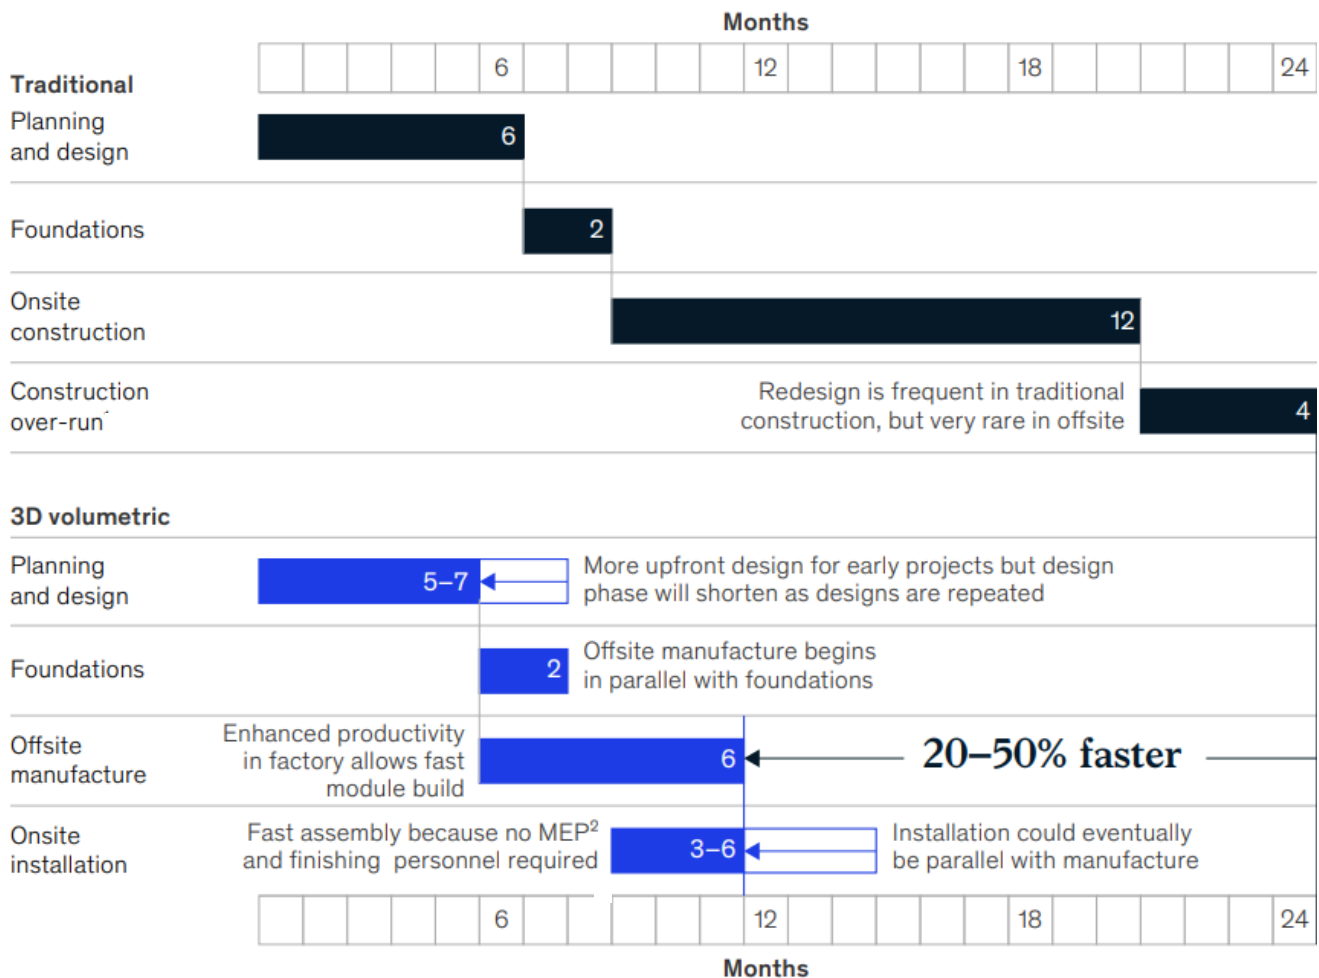 Months
6 12 18 24
Traditional
Planning
and design
6
Foundations
2
Onsite
construction
12
Construction
over-run
Redesign is frequent in traditional
construction, but very rare in offsite
4
3D volumetric
Planning
and design
5–7
More upfront design for early projects but design
phase will shorten as designs are repeated
Foundations
2
Offsite manufacture begins
in parallel with foundations
Offsite
manufacture
Enhanced productivity
in factory allows fast
module build
6
20–50% faster
Onsite
installation
Fast assembly because no MEP²
and finishing personnel required
3–6
Installation could eventually
be parallel with manufacture
6 12 18 24
Months